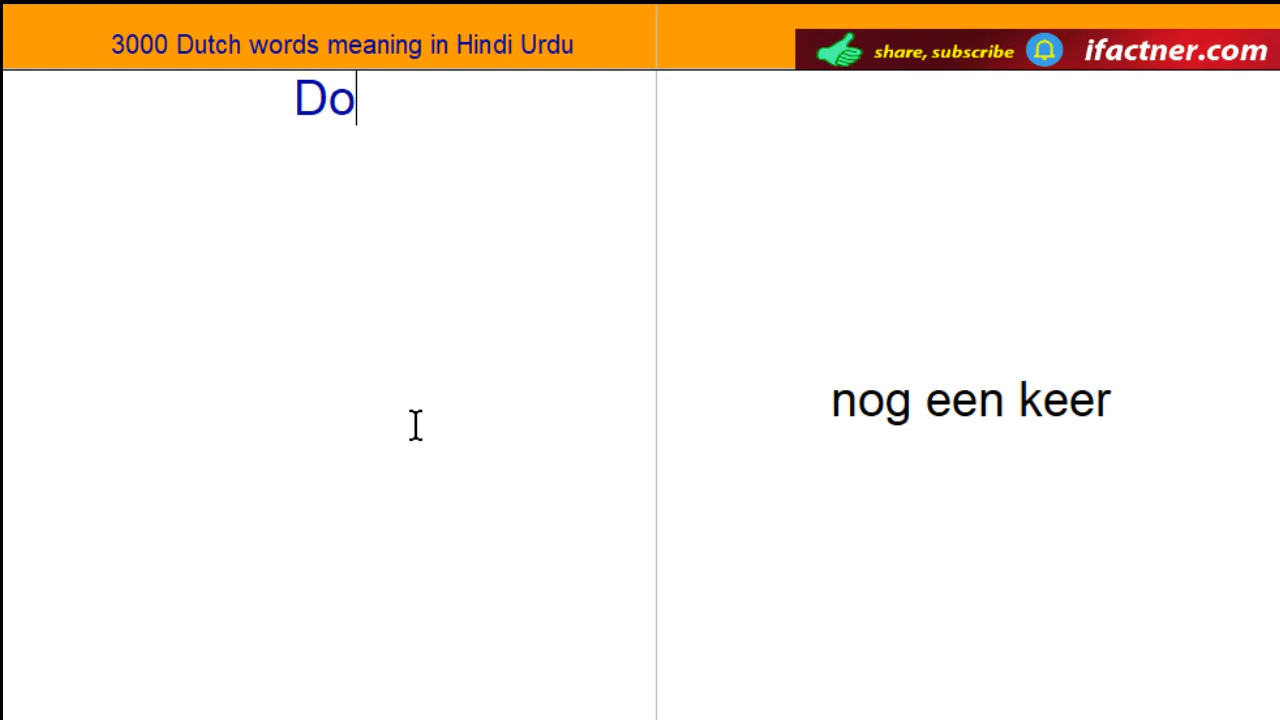 3000 Dutch words meaning in Hindi Urdu
share, subscribe
ifactner.com
Do
nog een keer